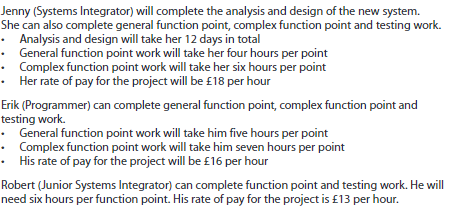 Jenny (Systems Integrator) will complete the analysis and design of the new system.
She can also complete general function point, complex function point and testing work.
• Analysis and design will take her 12 days in total
• General function point work will take her four hours per point
• Complex function point work will take her six hours per point
• Her rate of pay for the project will be £18 per hour
Erik (Programmer) can complete general function point, complex function point and
testing work.
• General function point work will take him five hours per point
• Complex function point work will take him seven hours per point
• His rate of pay for the project will be £16 per hour
Robert (Junior Systems Integrator) can complete function point and testing work. He will
need six hours per function point. His rate of pay for the project is £13 per hour.